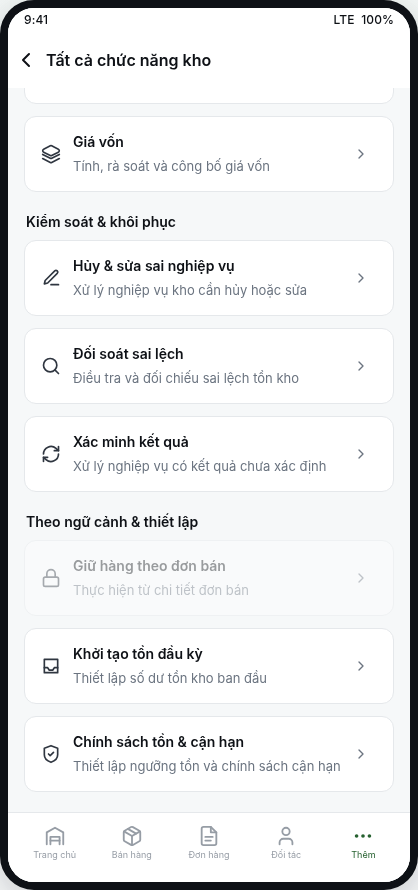 9:41
LTE 100%
Tất cả chức năng kho
Giá vốn
Tính, rà soát và công bố giá vốn
Kiểm soát & khôi phục
Hủy & sửa sai nghiệp vụ
Xử lý nghiệp vụ kho cần hủy hoặc sửa
Đối soát sai lệch
Điều tra và đối chiếu sai lệch tồn kho
Xác minh kết quả
Xử lý nghiệp vụ có kết quả chưa xác định
Theo ngữ cảnh & thiết lập
Giữ hàng theo đơn bán
Thực hiện từ chi tiết đơn bán
Khởi tạo tồn đầu kỳ
Thiết lập số dư tồn kho ban đầu
Chính sách tồn & cận hạn
Thiết lập ngưỡng tồn và chính sách cận hạn
Trang chủ
Bán hàng
Đơn hàng
Đối tác
Thêm